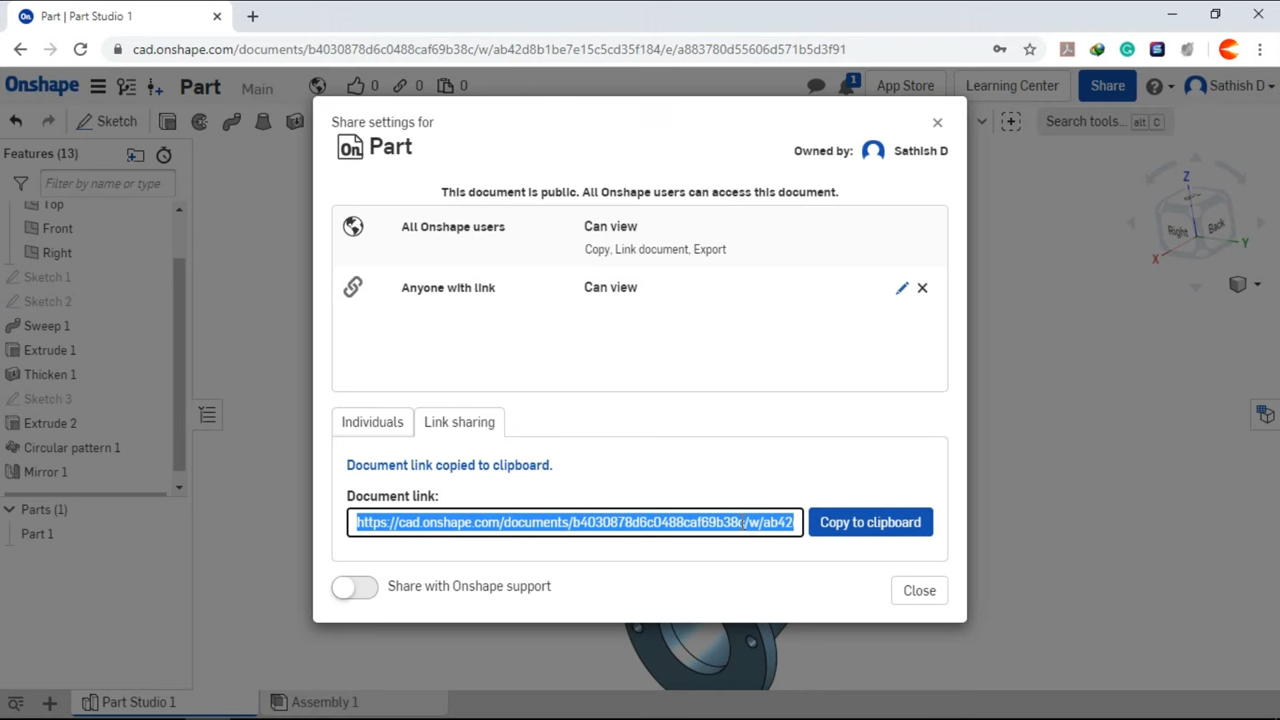 Part | Part Studio 1
cad.onshape.com/documents/b4030878d6c0488caf69b38c/w/ab42d8b1be7e15c5cd35f184/e/a883780d55606d571b5d3f91
Onshape Part Main 0 0 0 1 App Store Learning Center Share Sathish D
Sketch Search tools... alt C
Features (13)
Filter by name or type
Top
Front
Right
Sketch 1
Sketch 2
Sweep 1
Extrude 1
Thicken 1
Sketch 3
Extrude 2
Circular pattern 1
Mirror 1
Parts (1)
Part 1
Share settings for
Part
Owned by: Sathish D
This document is public. All Onshape users can access this document.
All Onshape users Can view
Copy, Link document, Export
Anyone with link Can view
Individuals Link sharing
Document link copied to clipboard.
Document link:
https://cad.onshape.com/documents/b4030878d6c0488caf69b38c/w/ab42 Copy to clipboard
Share with Onshape support Close
Z
Right Back
X Y
Part Studio 1 Assembly 1